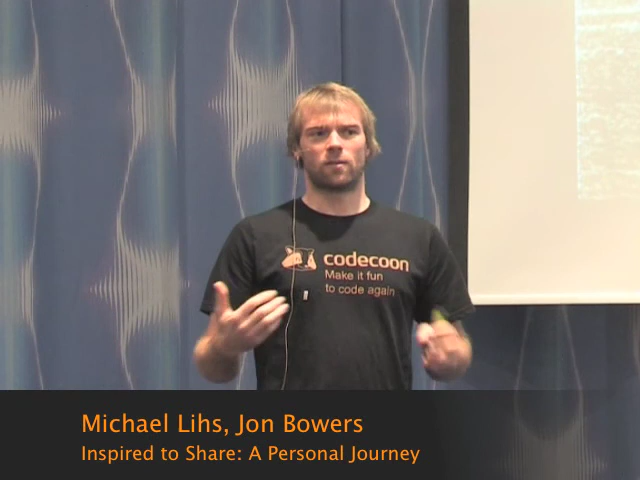 codecoon
Make it fun
to code again
Michael Lihs, Jon Bowers
Inspired to Share: A Personal Journey